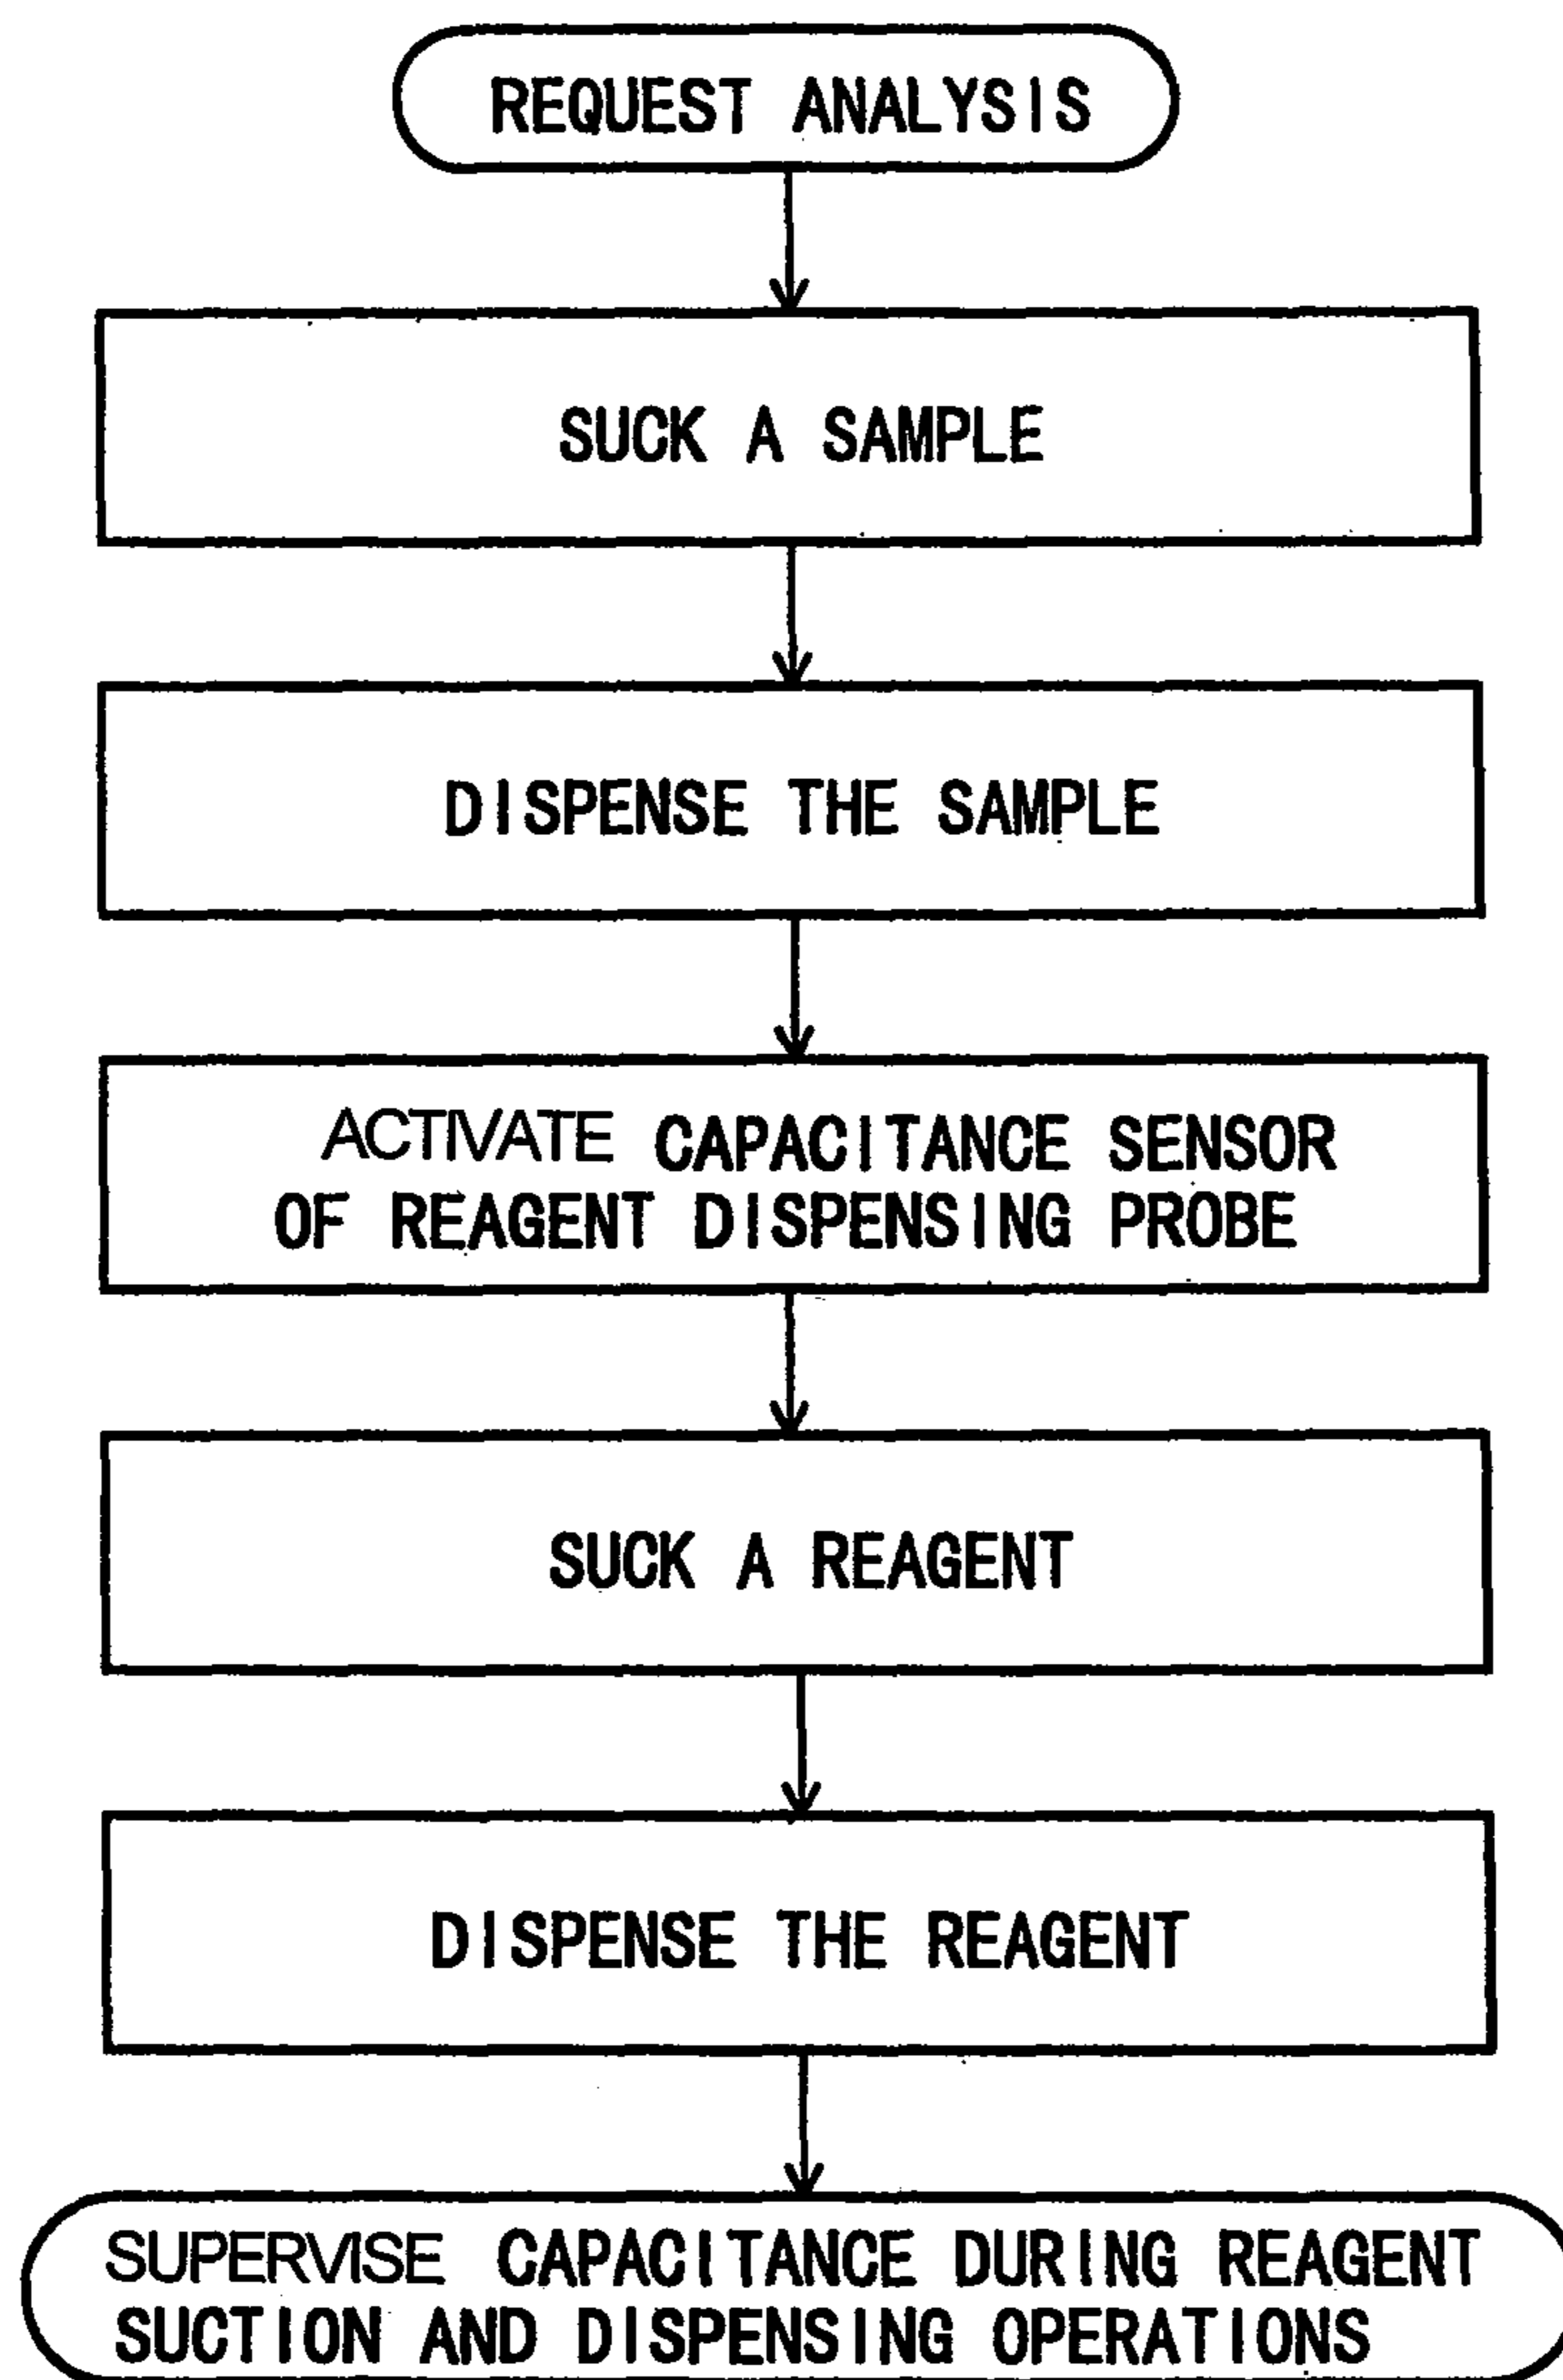 REQUEST ANALYSIS
SUCK A SAMPLE
DISPENSE THE SAMPLE
ACTIVATE CAPACITANCE SENSOR
OF REAGENT DISPENSING PROBE
SUCK A REAGENT
DISPENSE THE REAGENT
SUPERVISE CAPACITANCE DURING REAGENT
SUCTION AND DISPENSING OPERATIONS